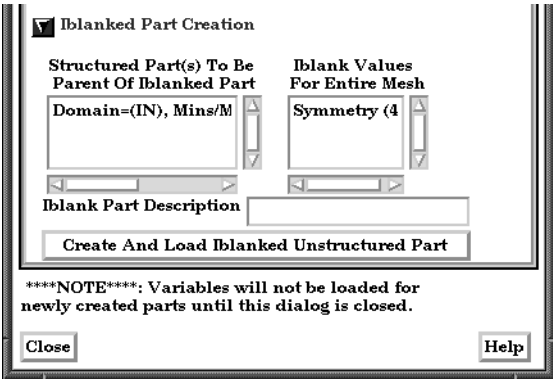 Iblanked Part Creation
Structured Part(s) To Be
Parent Of Iblanked Part
Iblank Values
For Entire Mesh
Domain=(IN), Mins/M
Symmetry (4
Iblank Part Description
Create And Load Iblanked Unstructured Part
****NOTE****: Variables will not be loaded for
newly created parts until this dialog is closed.
Close
Help